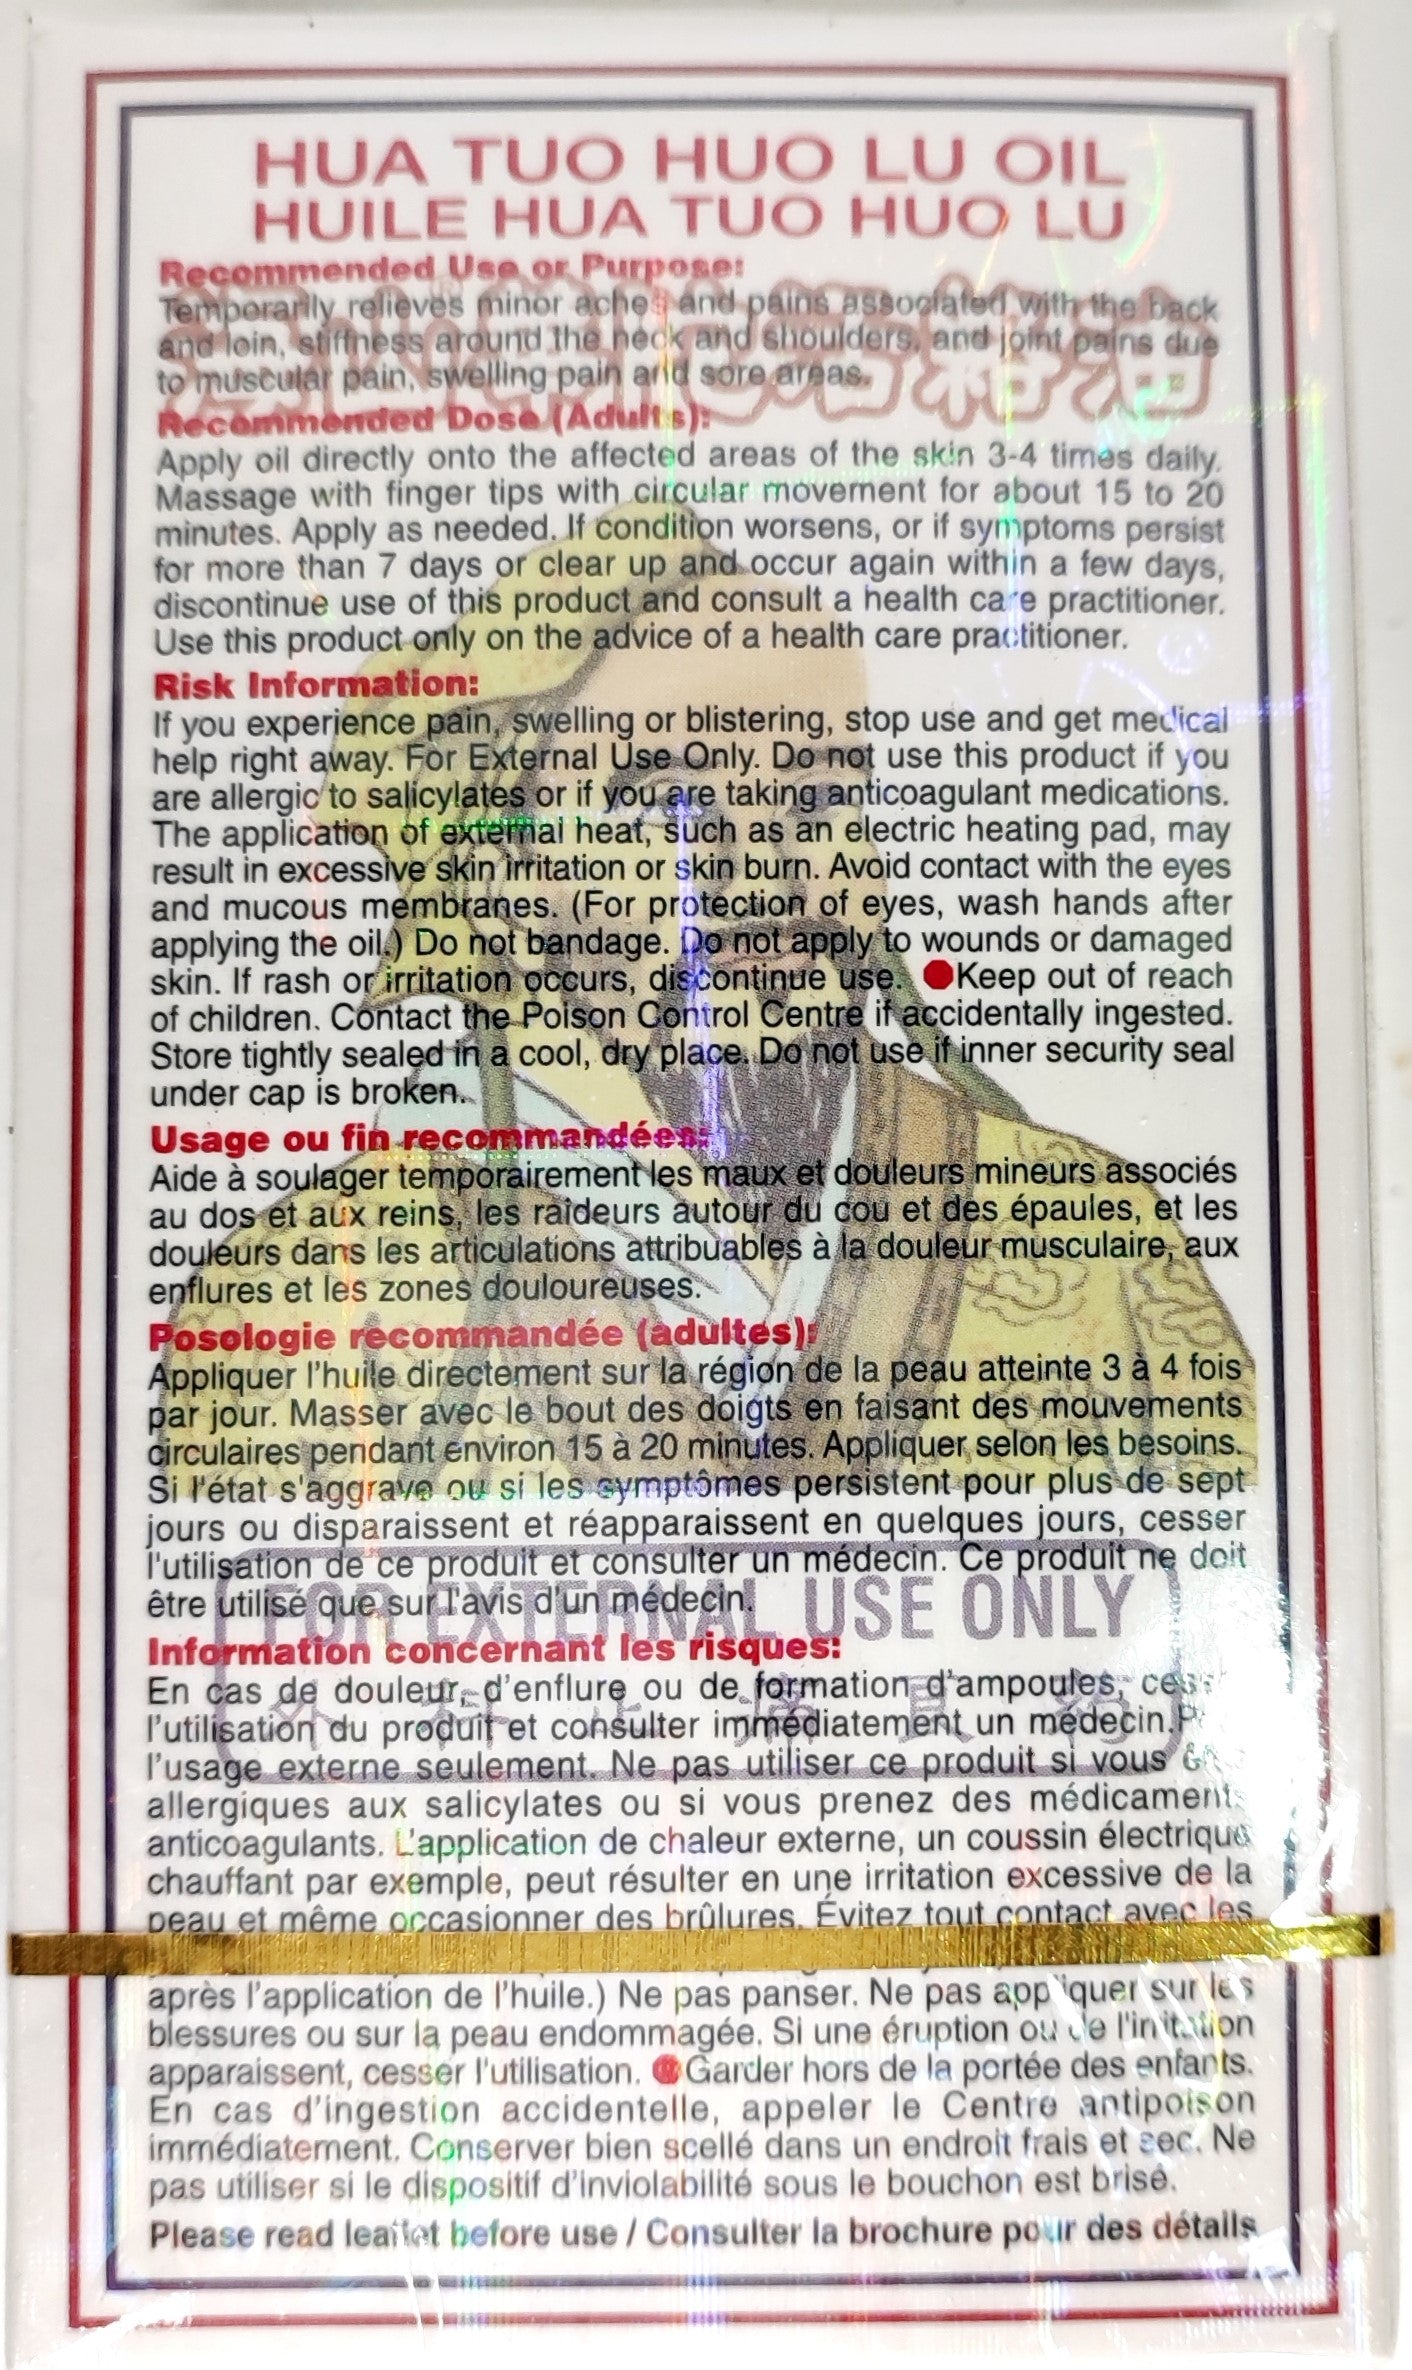 HUA TUO HUO LU OIL
HUILE HUA TUO HUO LU
Recommended Use or Purpose:
Temporarily relieves minor aches and pains associated with the back
and loin, stiffness around the neck and shoulders, and joint pains due
to muscular pain, swelling pain and sore areas.
Recommended Dose (Adults):
Apply oil directly onto the affected areas of the skin 3-4 times daily.
Massage with finger tips with circular movement for about 15 to 20
minutes. Apply as needed. If condition worsens, or if symptoms persist
for more than 7 days or clear up and occur again within a few days,
discontinue use of this product and consult a health care practitioner.
Use this product only on the advice of a health care practitioner.
Risk Information:
If you experience pain, swelling or blistering, stop use and get medical
help right away. For External Use Only. Do not use this product if you
are allergic to salicylates or if you are taking anticoagulant medications.
The application of external heat, such as an electric heating pad, may
result in excessive skin irritation or skin burn. Avoid contact with the eyes
and mucous membranes. (For protection of eyes, wash hands after
applying the oil.) Do not bandage. Do not apply to wounds or damaged
skin. If rash or irritation occurs, discontinue use. Keep out of reach
of children. Contact the Poison Control Centre if accidentally ingested.
Store tightly sealed in a cool, dry place. Do not use if inner security seal
under cap is broken.
Usage ou fin recommandées:
Aide à soulager temporairement les maux et douleurs mineurs associés
au dos et aux reins, les raideurs autour du cou et des épaules, et les
douleurs dans les articulations attribuables à la douleur musculaire, aux
enflures et les zones douloureuses.
Posologie recommandée (adultes):
Appliquer l'huile directement sur la région de la peau atteinte 3 à 4 fois
par jour. Masser avec le bout des doigts en faisant des mouvements
circulaires pendant environ 15 à 20 minutes. Appliquer selon les besoins.
Si l'état s'aggrave ou si les symptômes persistent pour plus de sept
jours ou disparaissent et réapparaissent en quelques jours, cesser
l'utilisation de ce produit et consulter un médecin. Ce produit ne doit
être utilisé que sur l'avis d'un médecin.
FOR EXTERNAL USE ONLY
Information concernant les risques:
En cas de douleur, d'enflure ou de formation d'ampoules,
l'utilisation du produit et consulter immédiatement un médecin.
l'usage externe seulement. Ne pas utiliser ce produit si vous
allergiques aux salicylates ou si vous prenez des médicaments
anticoagulants. L'application de chaleur externe, un coussin électrique
chauffant par exemple, peut résulter en une irritation excessive de la
peau et même occasionner des brûlures. Évitez tout contact avec les
après l'application de l'huile.) Ne pas panser. Ne pas appliquer sur les
blessures ou sur la peau endommagée. Si une éruption ou de l'irritation
apparaissent, cesser l'utilisation. Garder hors de la portée des enfants.
En cas d'ingestion accidentelle, appeler le Centre antipoison
immédiatement. Conserver bien scellé dans un endroit frais et sec. Ne
pas utiliser si le dispositif d'inviolabilité sous le bouchon est brisé.
Please read leaflet before use / Consulter la brochure pour des détails